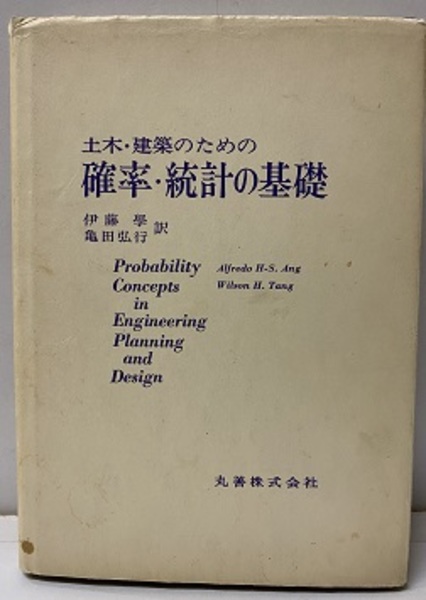 土木・建築のための
確率・統計の基礎
伊藤 學
亀田弘行 訳
Probability
Concepts
in
Engineering
Planning
and
Design
Alfredo H-S. Ang
Wilson H. Tang
丸善株式会社